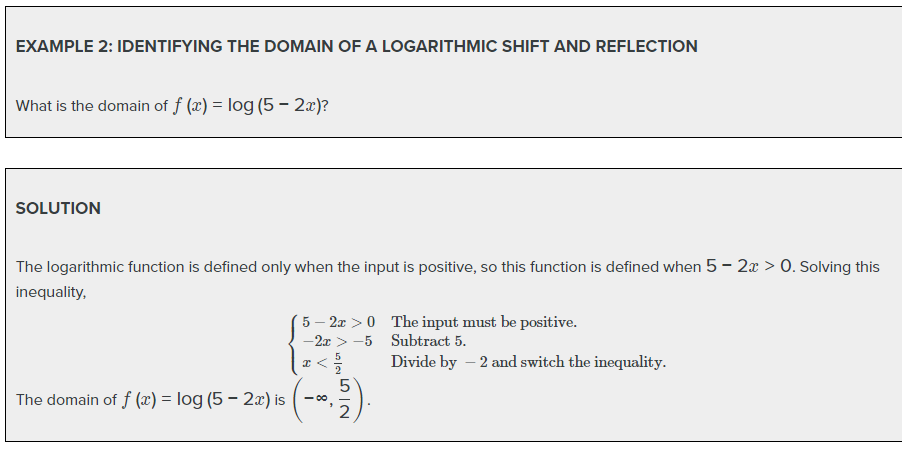 EXAMPLE 2: IDENTIFYING THE DOMAIN OF A LOGARITHMIC SHIFT AND REFLECTION
What is the domain of f (x) = log (5 − 2x)?
SOLUTION
The logarithmic function is defined only when the input is positive, so this function is defined when 5 − 2x > 0. Solving this
inequality,
{ 5 − 2x > 0 The input must be positive.
−2x > −5 Subtract 5.
x < 5/2 Divide by − 2 and switch the inequality.
The domain of f (x) = log (5 − 2x) is (−∞, 5/2).